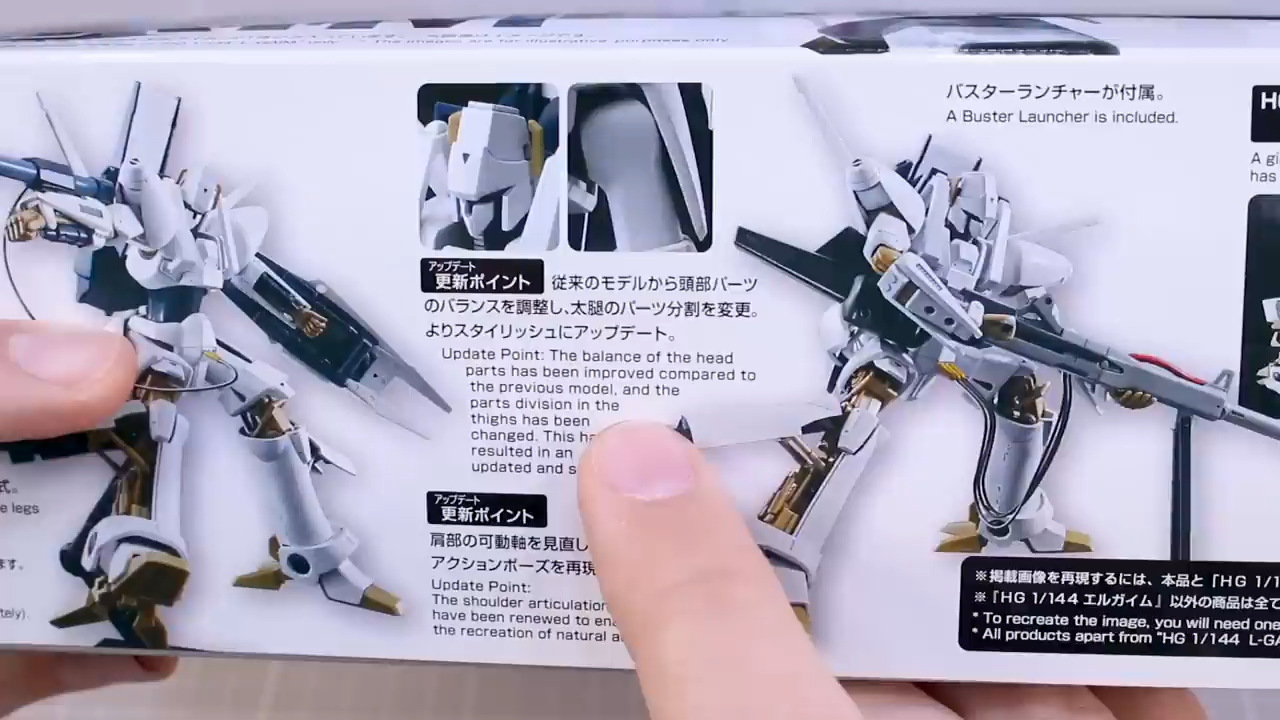 The images are for illustrative purposes only
バスターランチャーが付属。
A Buster Launcher is included.
アップデート
更新ポイント
従来のモデルから頭部パーツ
のバランスを調整し、太腿のパーツ分割を変更。
よりスタイリッシュにアップデート。
Update Point: The balance of the head
parts has been improved compared to
the previous model, and the
parts division in the
thighs has been
changed. This
resulted in an
updated and
アップデート
更新ポイント
肩部の可動軸を見直し
アクションポーズを再現
Update Point:
The shoulder articulation
have been renewed to
the recreation of natural
式。
legs
ます。
※掲載画像を再現するには、本品と『HG
※『HG 1/144 エルガイム』以外の商品は全て
* To recreate the image, you will need one
* All products apart from "HG 1/144
A
has